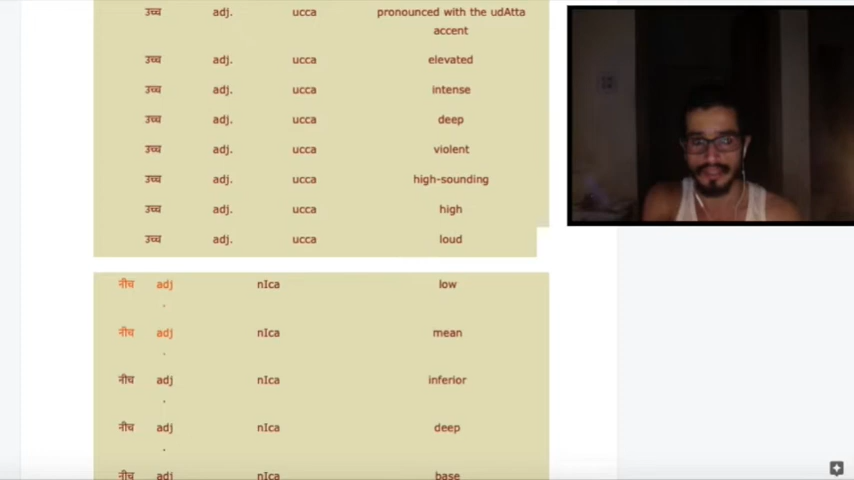 उच्च adj. ucca pronounced with the udAtta
accent
उच्च adj. ucca elevated
उच्च adj. ucca intense
उच्च adj. ucca deep
उच्च adj. ucca violent
उच्च adj. ucca high-sounding
उच्च adj. ucca high
उच्च adj. ucca loud
नीच adj nIca low
.
नीच adj nIca mean
.
नीच adj nIca inferior
.
नीच adj nIca deep
.
नीच adj nIca base